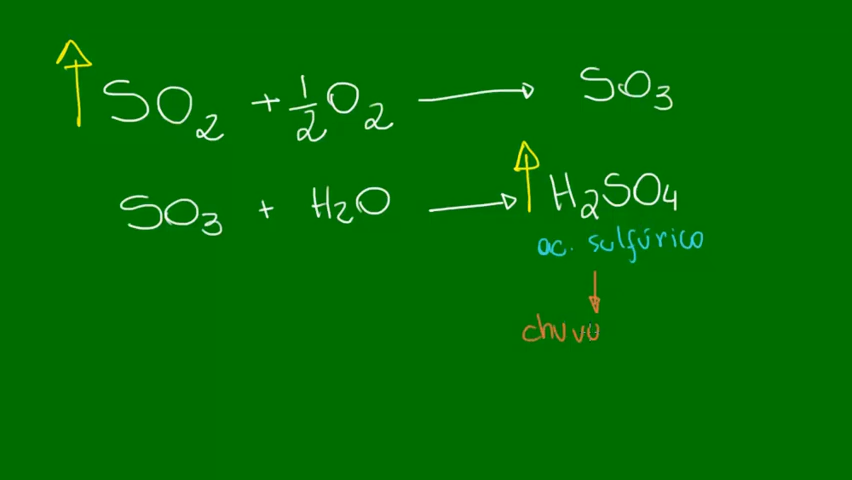 SO₂ + 1/2 O₂ → SO₃
SO₃ + H₂O → H₂SO₄
ac. sulfúrico
chuva